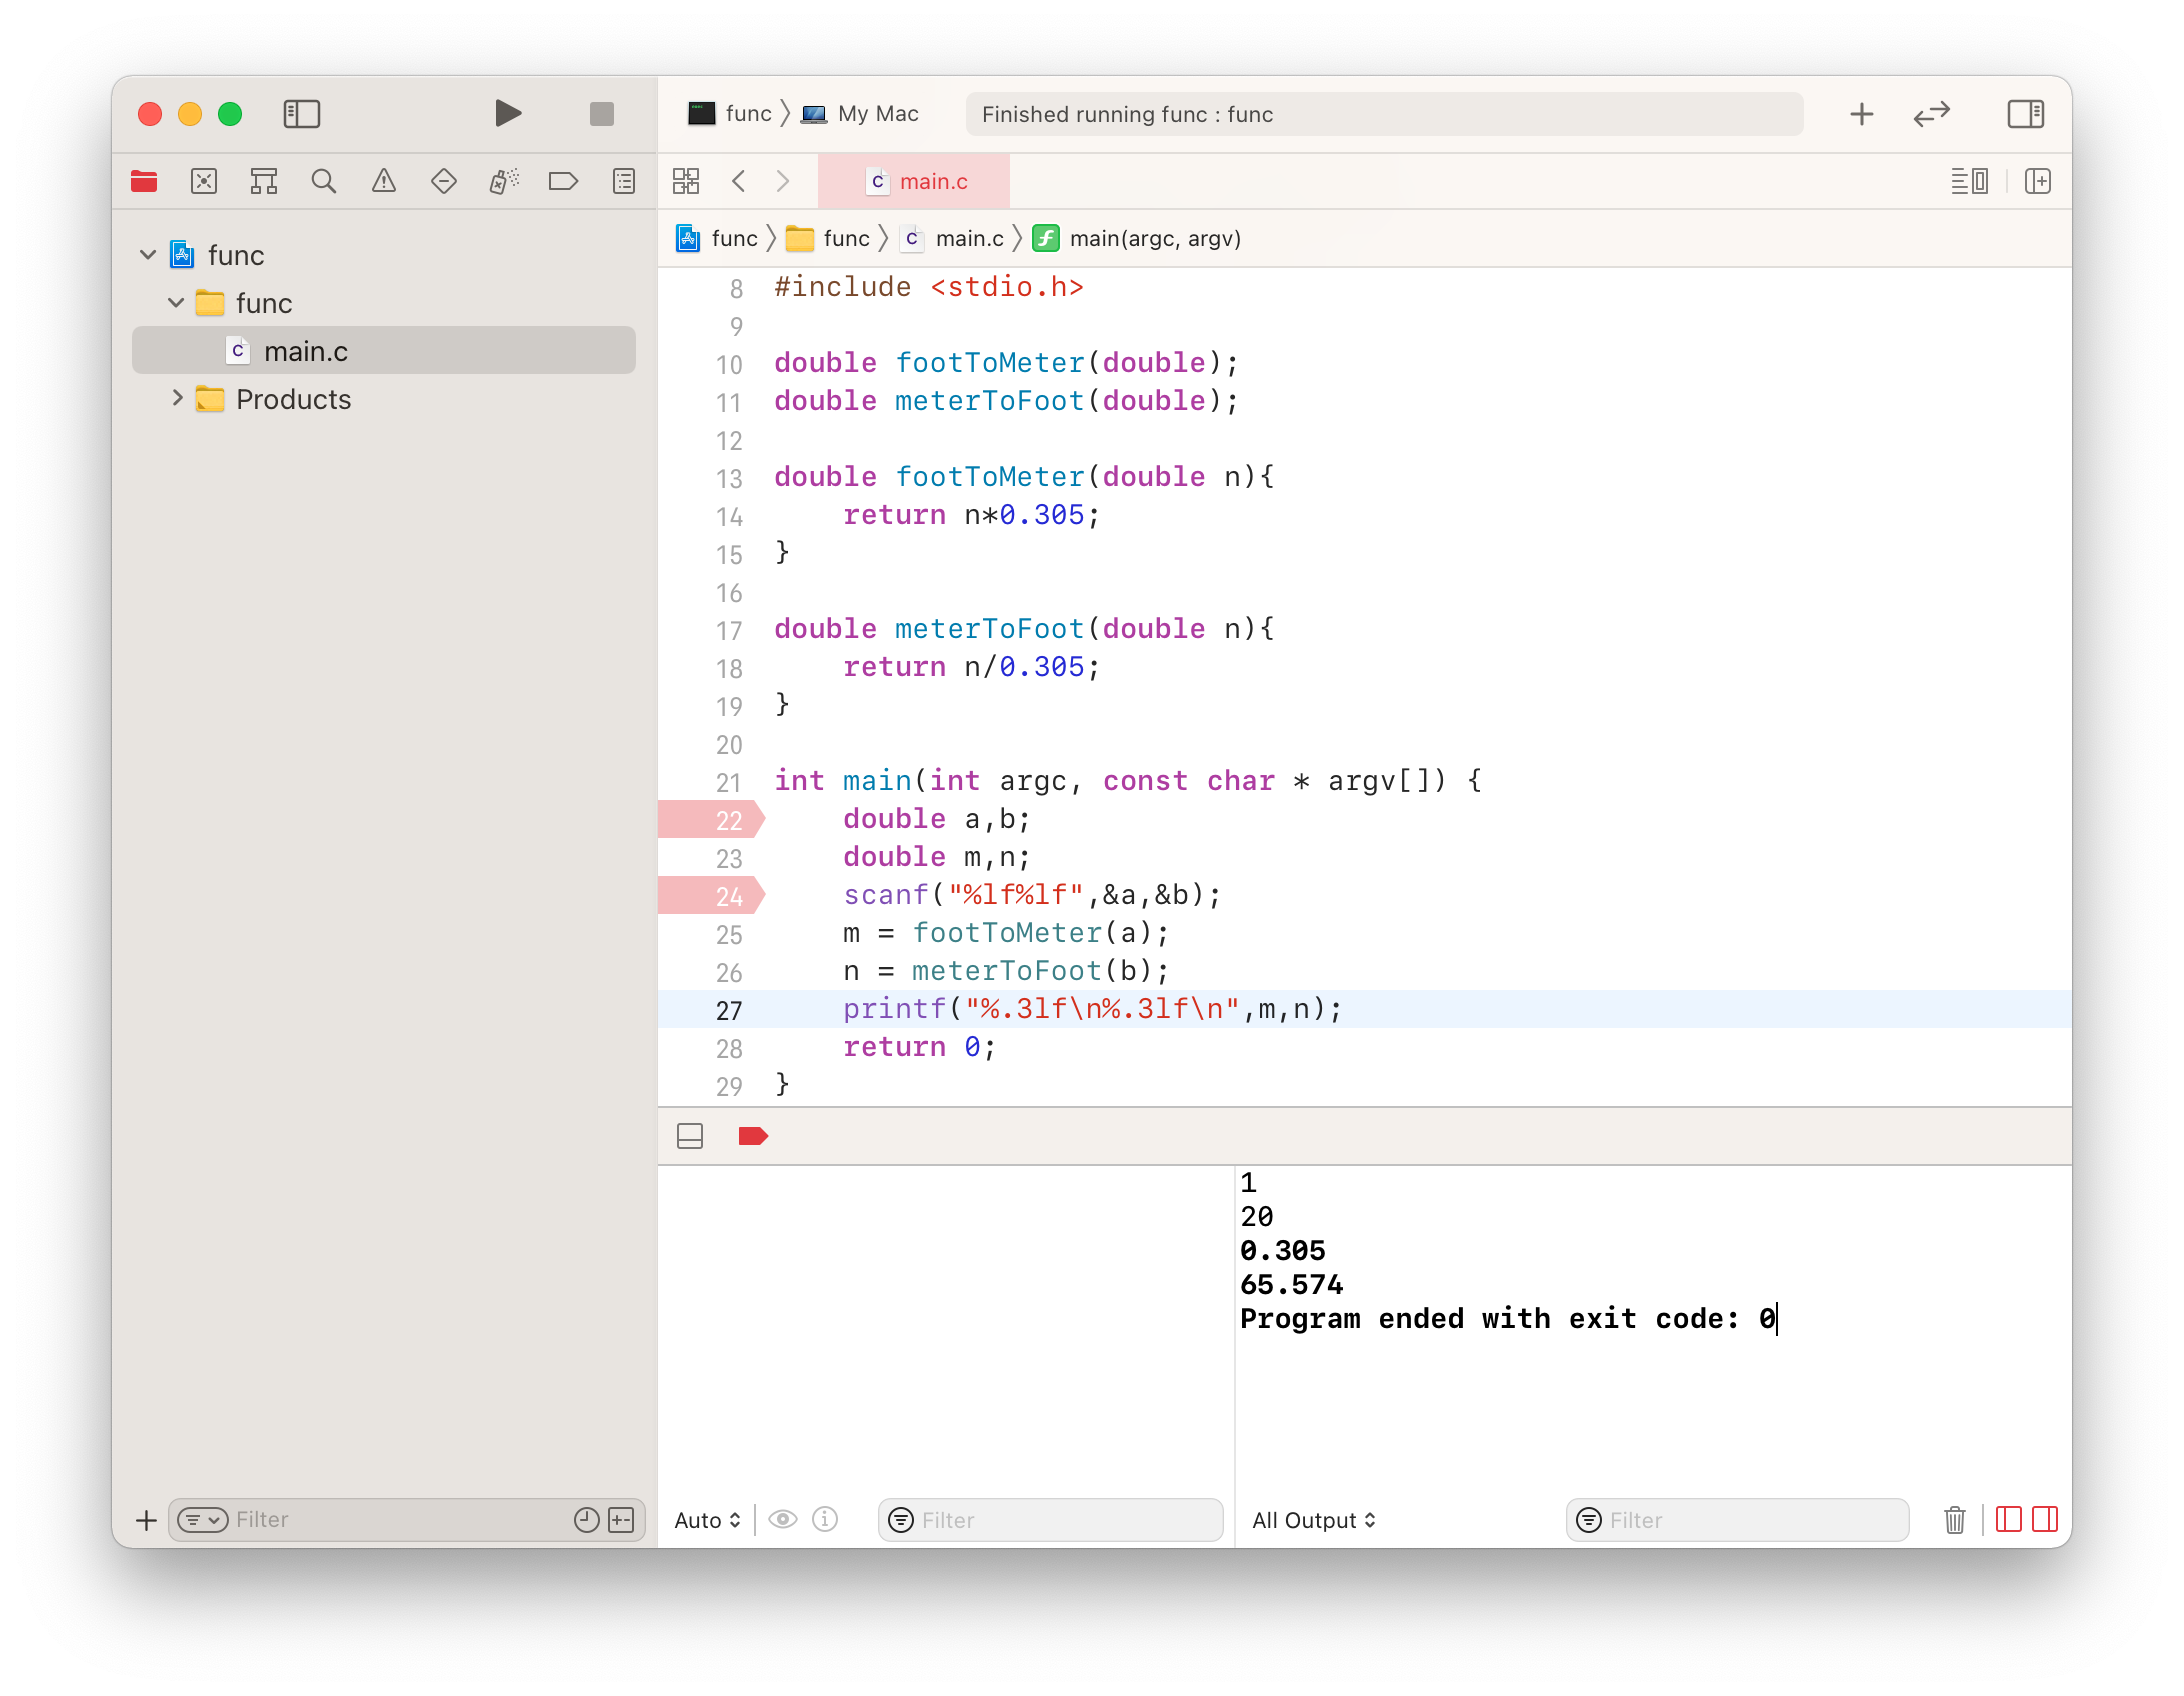 func 〉 My Mac
Finished running func : func
main.c
func 〉 func 〉 main.c 〉 main(argc, argv)
func
func
main.c
Products
8 #include <stdio.h>
9
10 double footToMeter(double);
11 double meterToFoot(double);
12
13 double footToMeter(double n){
14     return n*0.305;
15 }
16
17 double meterToFoot(double n){
18     return n/0.305;
19 }
20
21 int main(int argc, const char * argv[]) {
22     double a,b;
23     double m,n;
24     scanf("%lf%lf",&a,&b);
25     m = footToMeter(a);
26     n = meterToFoot(b);
27     printf("%.3lf\n%.3lf\n",m,n);
28     return 0;
29 }
1
20
0.305
65.574
Program ended with exit code: 0
Filter
Auto
Filter
All Output
Filter